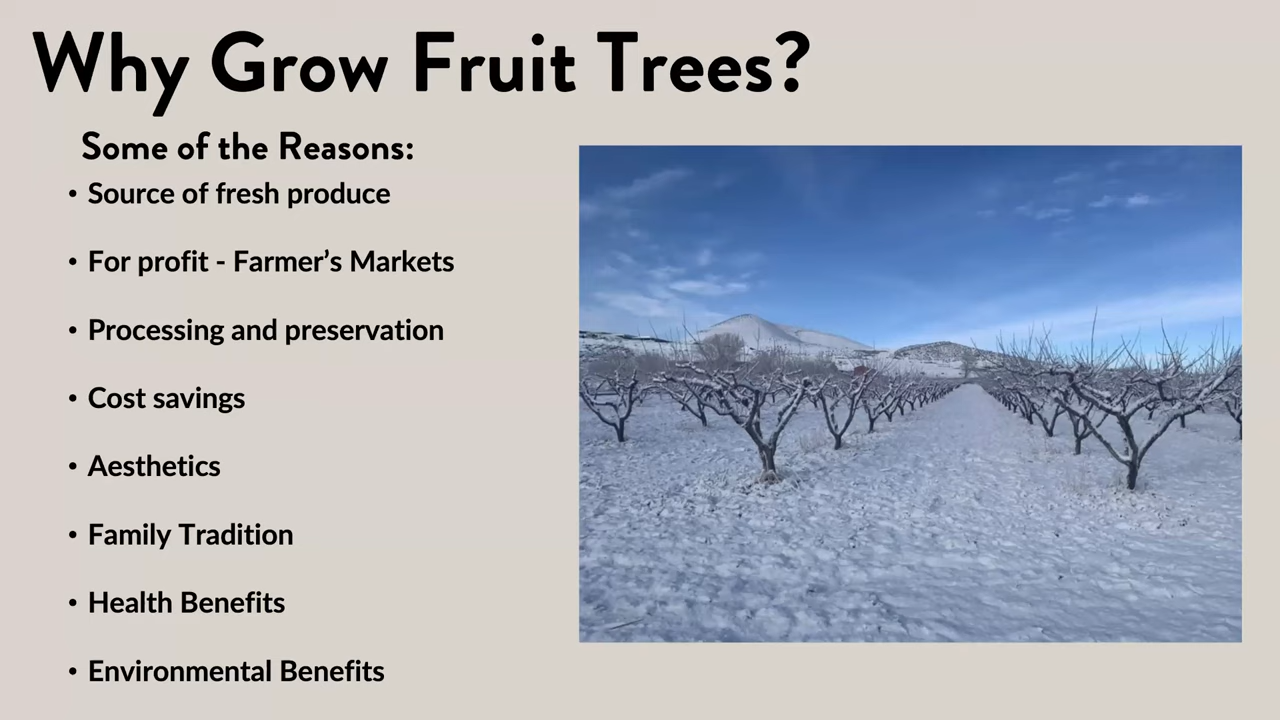 Why Grow Fruit Trees?
Some of the Reasons:
• Source of fresh produce
• For profit - Farmer’s Markets
• Processing and preservation
• Cost savings
• Aesthetics
• Family Tradition
• Health Benefits
• Environmental Benefits